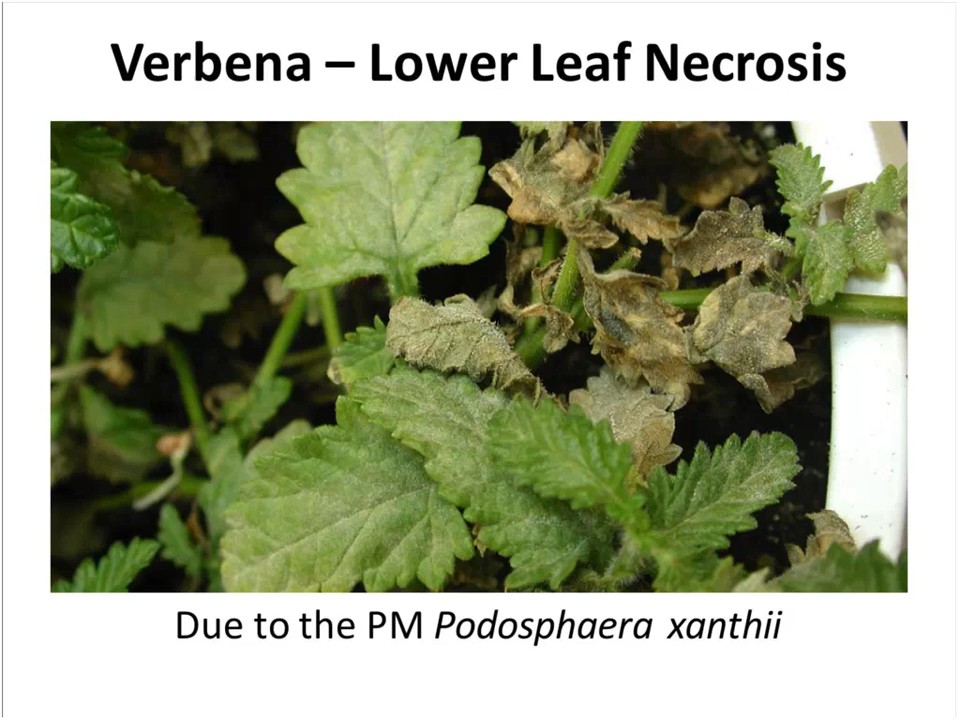 Verbena – Lower Leaf Necrosis
Due to the PM Podosphaera xanthii